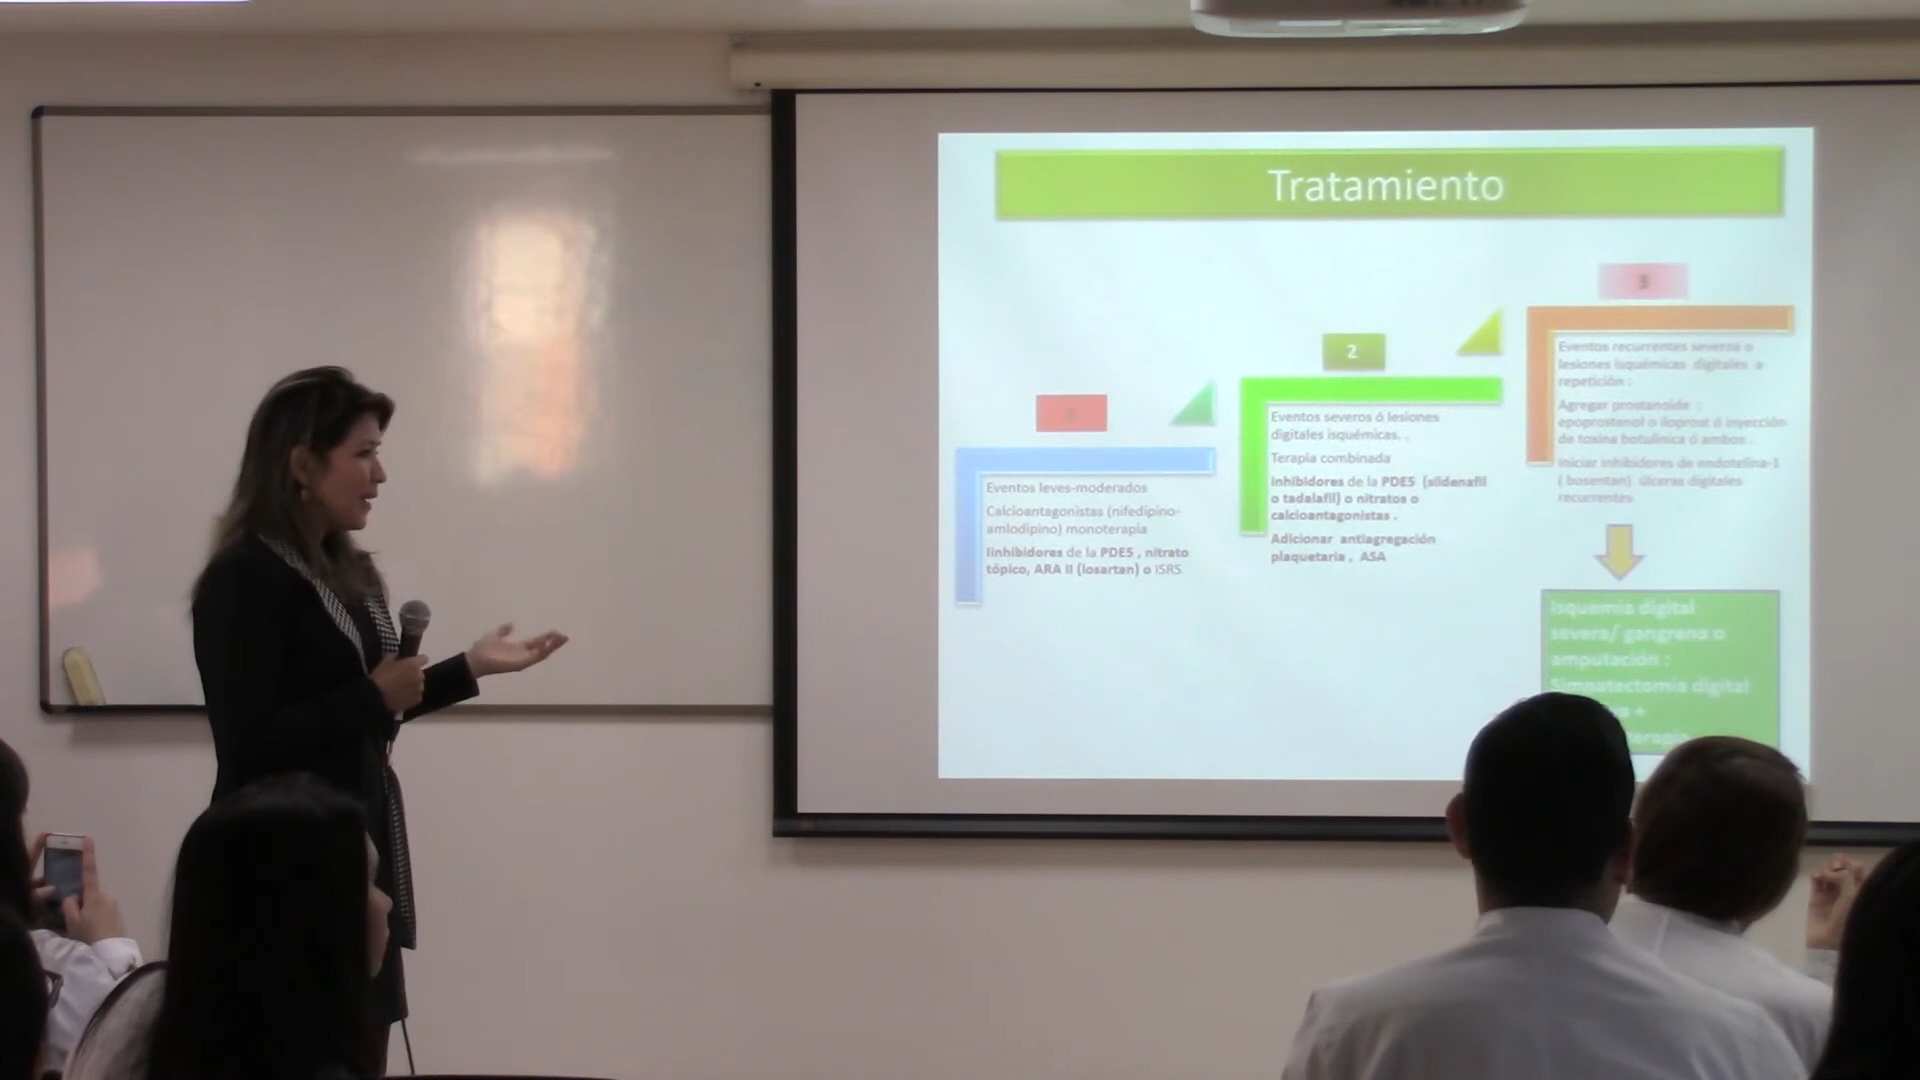 Tratamiento
1
Eventos leves-moderados
Calcioantagonistas (nifedipino-
amlodipino) monoterapia
Iinhibidores de la PDE5 , nitrato
tópico, ARA II (losartan) o ISRS
2
Eventos severos ó lesiones
digitales isquémicas. .
Terapia combinada
Inhibidores de la PDE5 (sildenafil
o tadalafil) o nitratos o
calcioantagonistas .
Adicionar antiagregación
plaquetaria , ASA
3
Eventos recurrentes severos o
lesiones isquémicas digitales a
repetición :
Agregar prostanoide :
epoprostenol o iloprost ó inyección
de toxina botulínica ó ambos .
Iniciar inhibidores de endotelina-1
( bosentan) úlceras digitales
recurrentes
Isquemia digital
severa/ gangrena o
amputación :
Simpatectomía digital
+